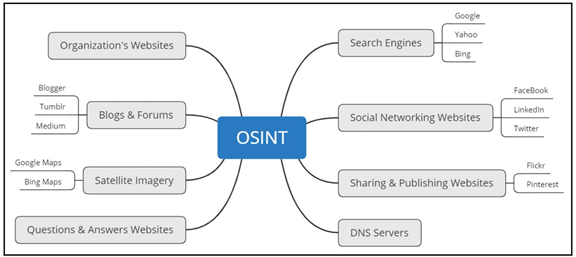 OSINT
Organization's Websites
Blogs & Forums
Blogger
Tumblr
Medium
Satellite Imagery
Google Maps
Bing Maps
Questions & Answers Websites
Search Engines
Google
Yahoo
Bing
Social Networking Websites
FaceBook
LinkedIn
Twitter
Sharing & Publishing Websites
Flickr
Pinterest
DNS Servers